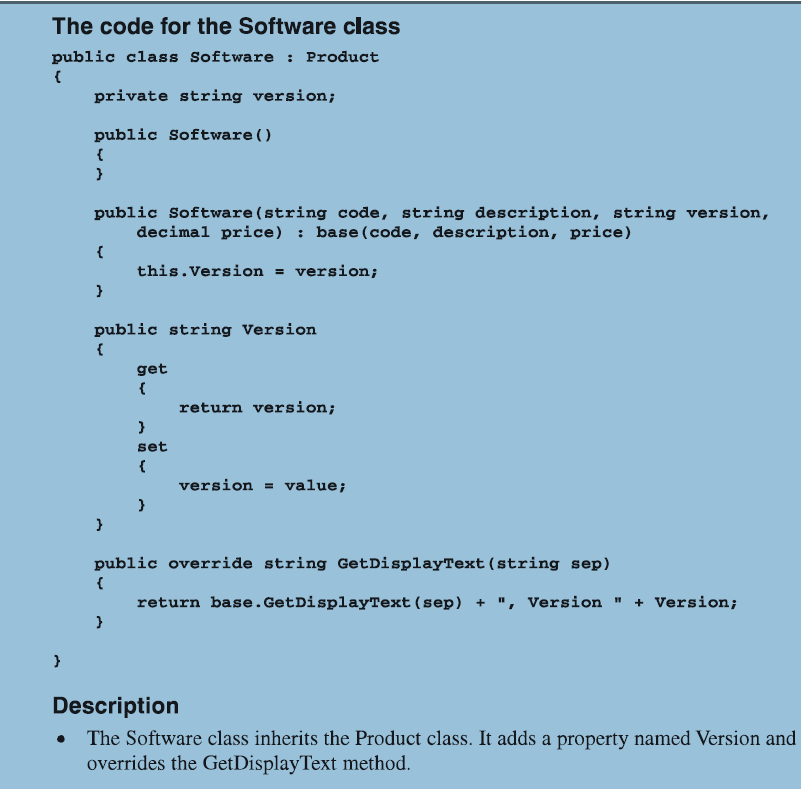 The code for the Software class
public class Software : Product
{
    private string version;

    public Software()
    {
    }

    public Software(string code, string description, string version,
        decimal price) : base(code, description, price)
    {
        this.Version = version;
    }

    public string Version
    {
        get
        {
            return version;
        }
        set
        {
            version = value;
        }
    }

    public override string GetDisplayText(string sep)
    {
        return base.GetDisplayText(sep) + ", Version " + Version;
    }

}
Description
• The Software class inherits the Product class. It adds a property named Version and
overrides the GetDisplayText method.